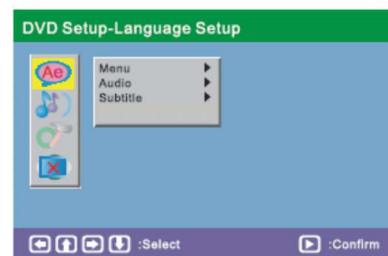 DVD Setup-Language Setup
Ae
Menu
Audio
Subtitle
:Select :Confirm